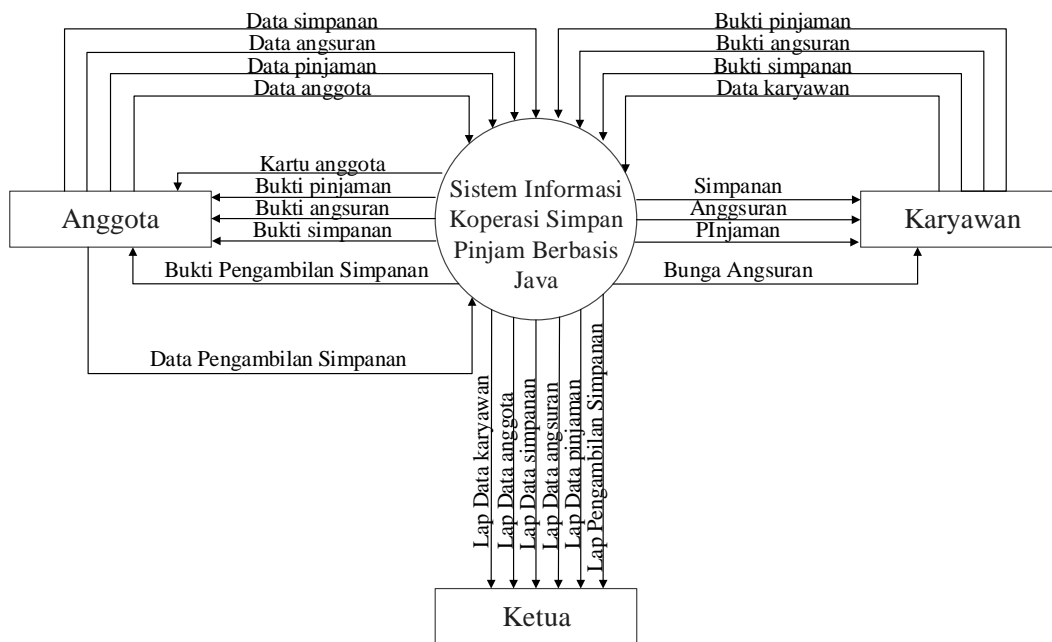 Data simpanan
Data angsuran
Data pinjaman
Data anggota
Bukti pinjaman
Bukti angsuran
Bukti simpanan
Data karyawan
Kartu anggota
Bukti pinjaman
Bukti angsuran
Bukti simpanan
Anggota
Sistem Informasi
Koperasi Simpan
Pinjam Berbasis
Java
Simpanan
Anggsuran
PInjaman
Karyawan
Bukti Pengambilan Simpanan
Bunga Angsuran
Data Pengambilan Simpanan
Lap Data karyawan
Lap Data anggota
Lap Data simpanan
Lap Data angsuran
Lap Data pinjaman
Lap Pengambilan Simpanan
Ketua